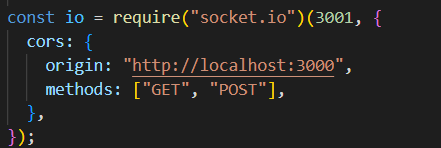 const io = require("socket.io")(3001, {
  cors: {
    origin: "http://localhost:3000",
    methods: ["GET", "POST"],
  },
});